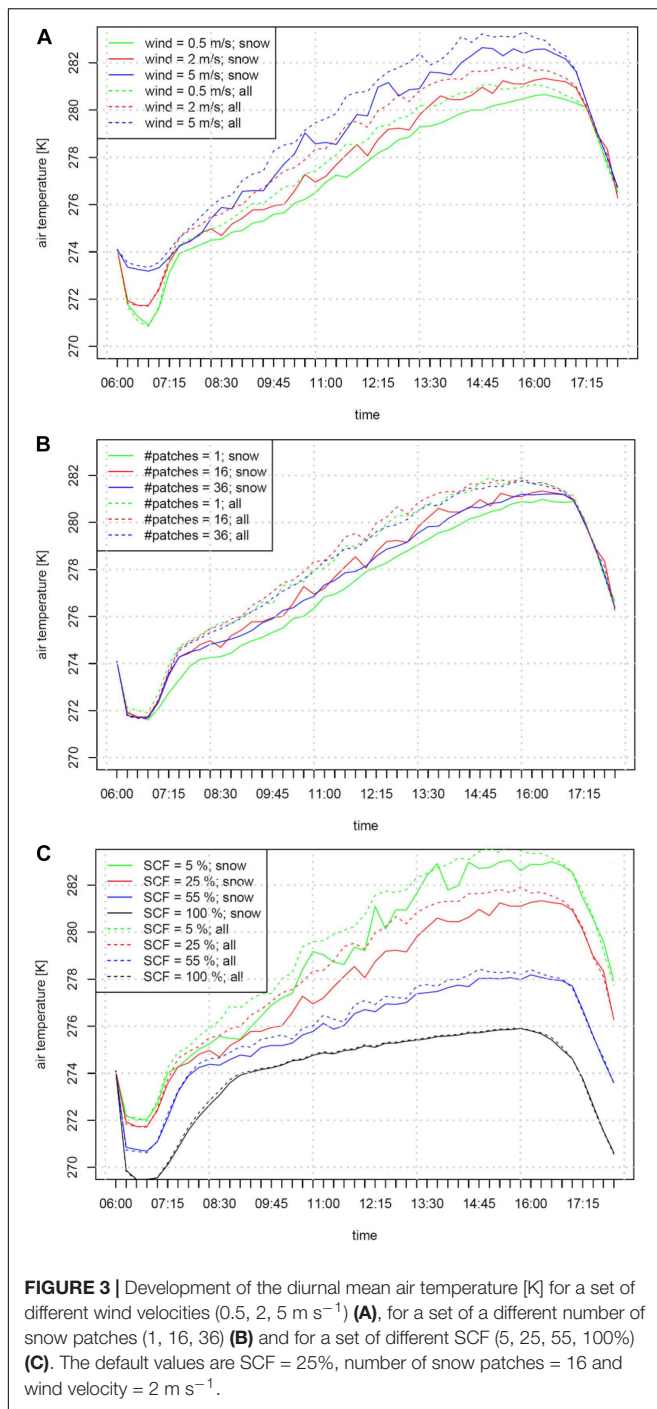 A
wind = 0.5 m/s; snow
wind = 2 m/s; snow
wind = 5 m/s; snow
wind = 0.5 m/s; all
wind = 2 m/s; all
wind = 5 m/s; all
air temperature [K]
282
280
278
276
274
272
270
06:00 07:15 08:30 09:45 11:00 12:15 13:30 14:45 16:00 17:15
time
B
#patches = 1; snow
#patches = 16; snow
#patches = 36; snow
#patches = 1; all
#patches = 16; all
#patches = 36; all
air temperature [K]
282
280
278
276
274
272
270
06:00 07:15 08:30 09:45 11:00 12:15 13:30 14:45 16:00 17:15
time
C
SCF = 5 %; snow
SCF = 25 %; snow
SCF = 55 %; snow
SCF = 100 %; snow
SCF = 5 %; all
SCF = 25 %; all
SCF = 55 %; all
SCF = 100 %; all
air temperature [K]
282
280
278
276
274
272
270
06:00 07:15 08:30 09:45 11:00 12:15 13:30 14:45 16:00 17:15
time
FIGURE 3 | Development of the diurnal mean air temperature [K] for a set of
different wind velocities (0.5, 2, 5 m s⁻¹) (A), for a set of a different number of
snow patches (1, 16, 36) (B) and for a set of different SCF (5, 25, 55, 100%)
(C). The default values are SCF = 25%, number of snow patches = 16 and
wind velocity = 2 m s⁻¹.